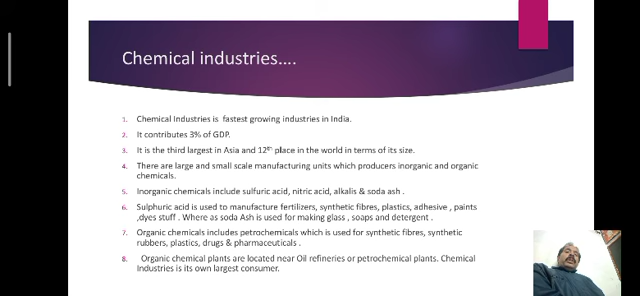 Chemical industries....
1. Chemical Industries is fastest growing industries in India.
2. It contributes 3% of GDP.
3. It is the third largest in Asia and 12th place in the world in terms of its size.
4. There are large and small scale manufacturing units which producers inorganic and organic
chemicals.
5. Inorganic chemicals include sulfuric acid, nitric acid, alkalis & soda ash .
6. Sulphuric acid is used to manufacture fertilizers, synthetic fibres, plastics, adhesive , paints
,dyes stuff . Where as soda Ash is used for making glass , soaps and detergent .
7. Organic chemicals includes petrochemicals which is used for synthetic fibres, synthetic
rubbers, plastics, drugs & pharmaceuticals .
8. Organic chemical plants are located near Oil refineries or petrochemical plants. Chemical
Industries is its own largest consumer.